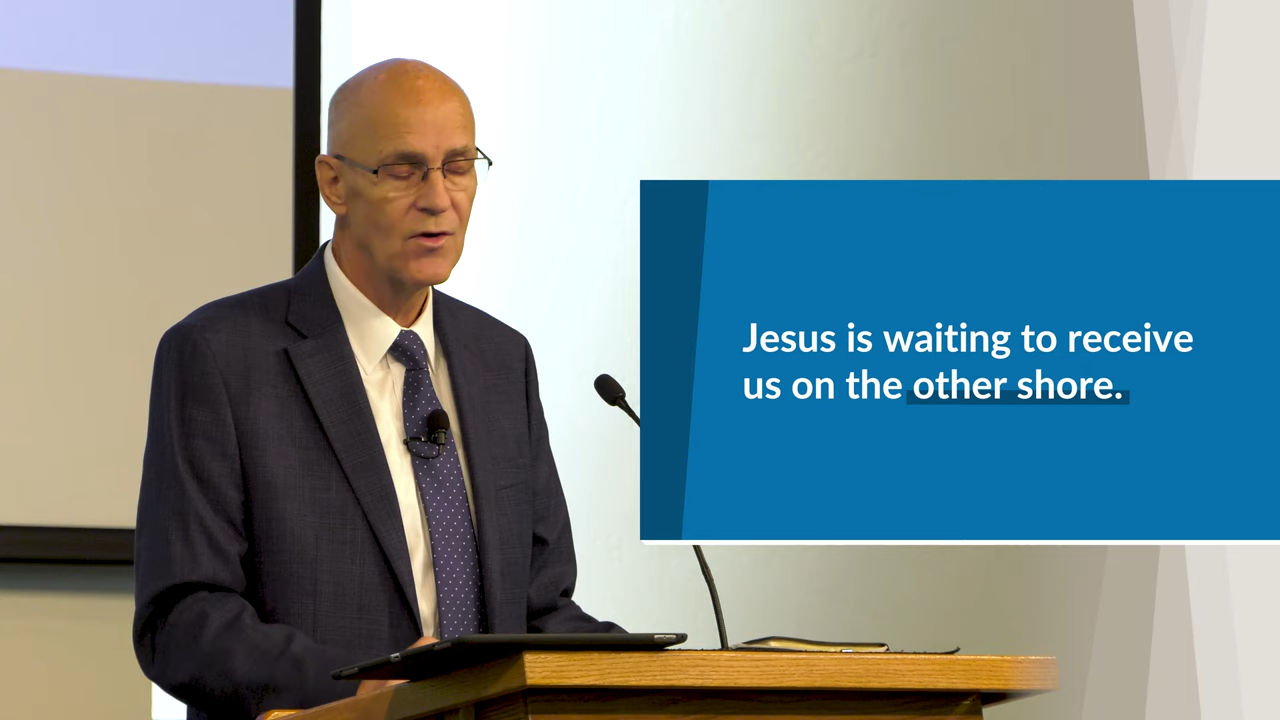 Jesus is waiting to receive
us on the other shore.